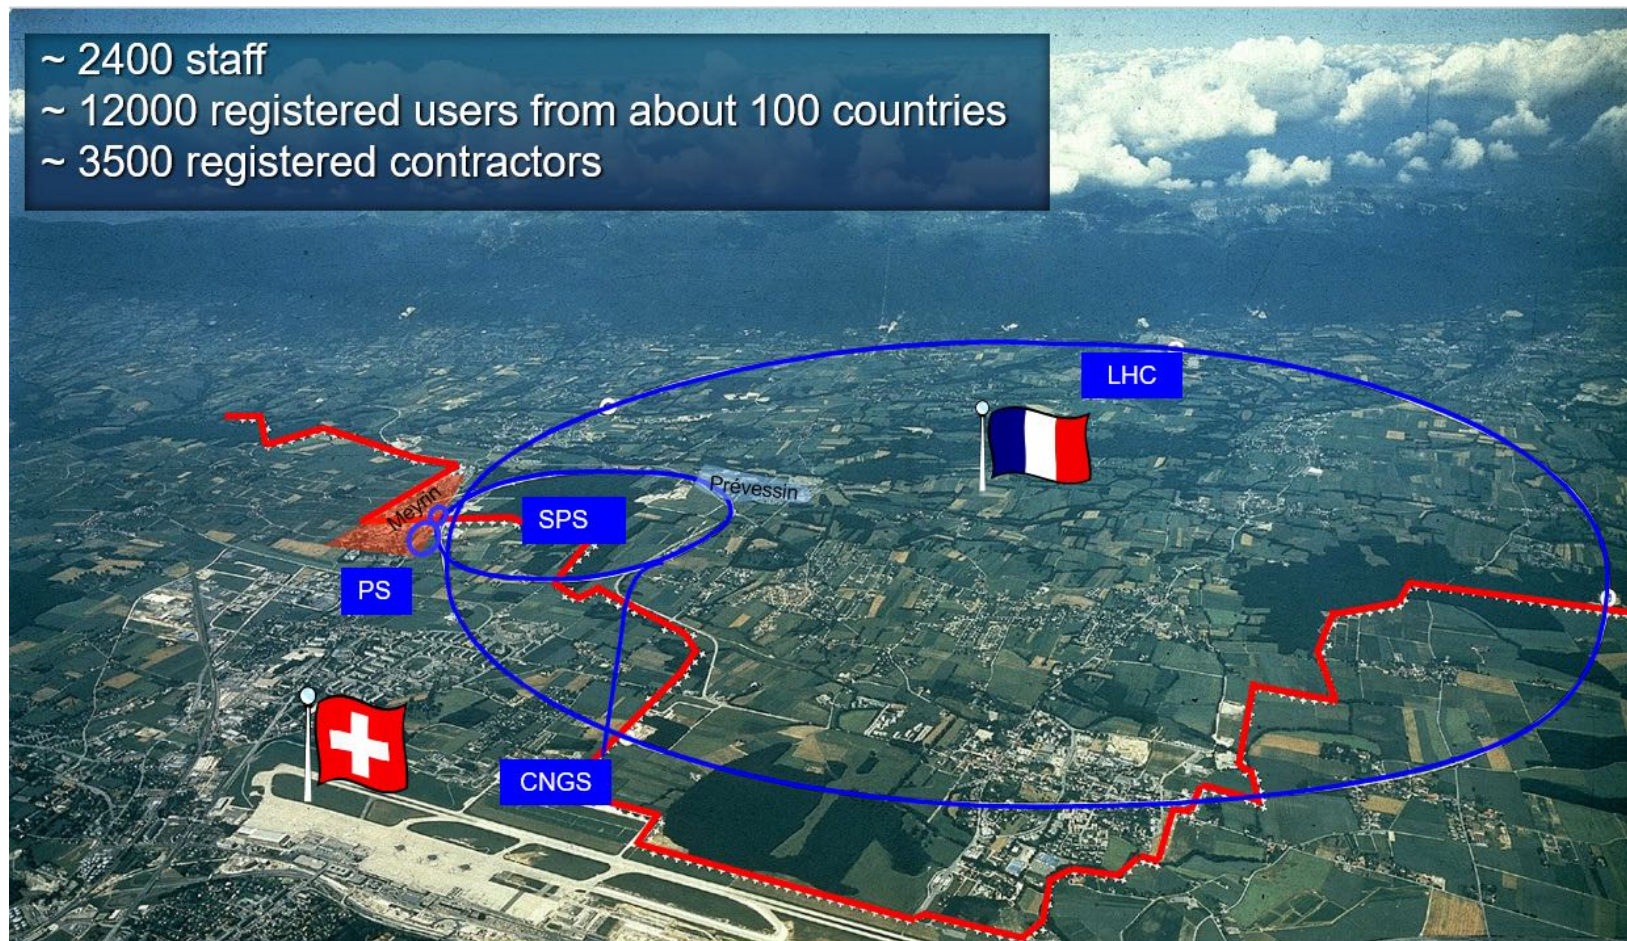 ~ 2400 staff
~ 12000 registered users from about 100 countries
~ 3500 registered contractors
LHC
Prévessin
Meyrin
SPS
PS
CNGS